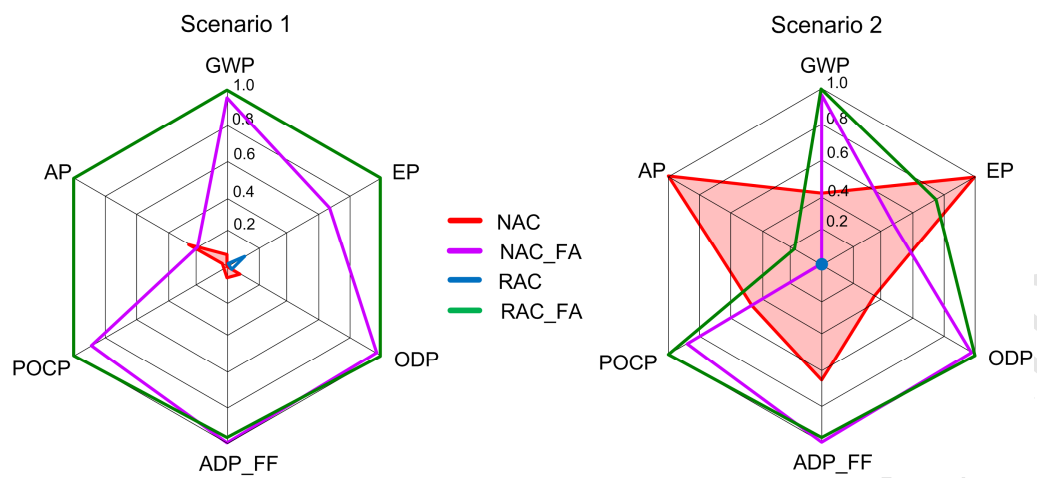 Scenario 1
GWP
1.0
0.8
0.6
0.4
0.2
AP
EP
POCP
ODP
ADP_FF
NAC
NAC_FA
RAC
RAC_FA
Scenario 2
GWP
1.0
0.8
0.6
0.4
0.2
AP
EP
POCP
ODP
ADP_FF